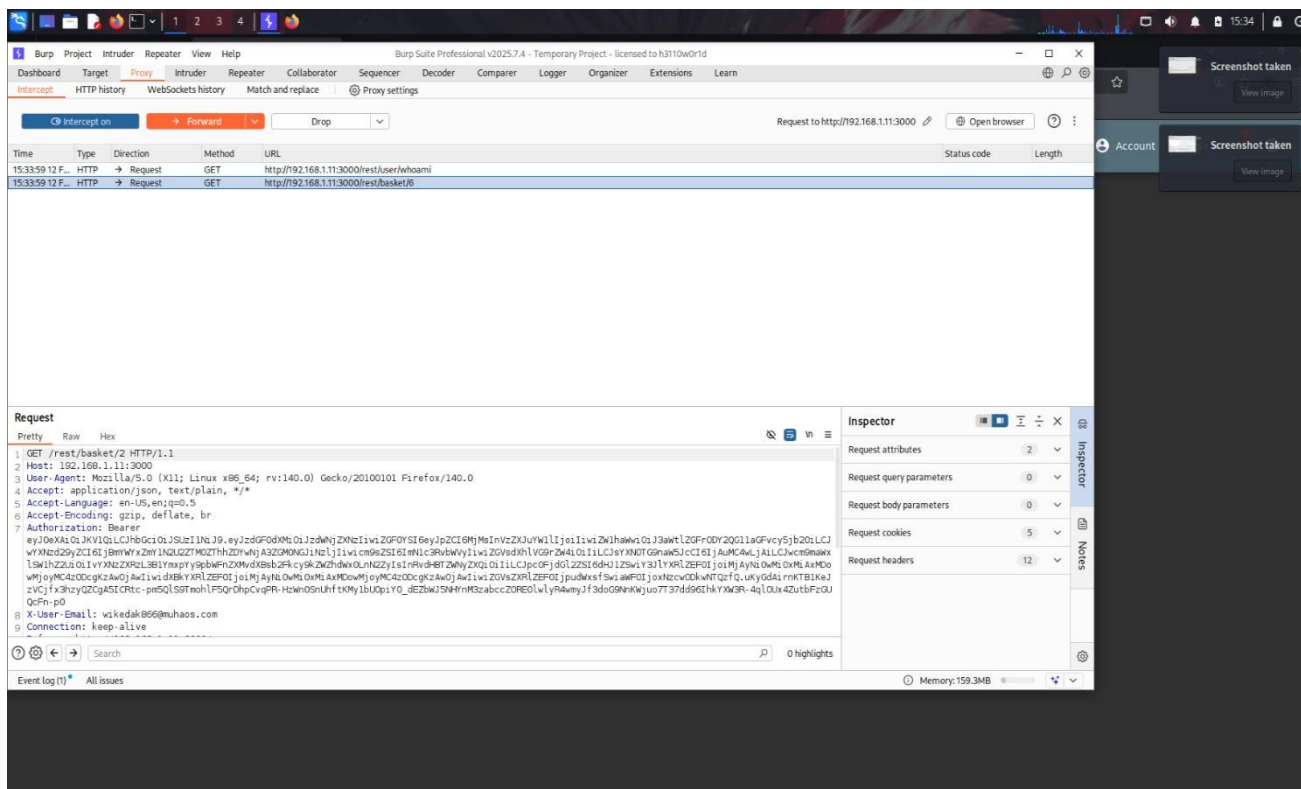 1 2 3 4
15:34
Burp Project Intruder Repeater View Help
Burp Suite Professional v2025.7.4 - Temporary Project - licensed to h3110w0r1d
Dashboard Target Proxy Intruder Repeater Collaborator Sequencer Decoder Comparer Logger Organizer Extensions Learn
Intercept HTTP history WebSockets history Match and replace Proxy settings
Intercept on Forward Drop Request to http://192.168.1.11:3000 Open browser
Time Type Direction Method URL Status code Length
15:33:59 12 F... HTTP → Request GET http://192.168.1.11:3000/rest/user/whoami
15:33:59 12 F... HTTP → Request GET http://192.168.1.11:3000/rest/basket/6
Account
Screenshot taken
View image
Screenshot taken
View image
Request
Pretty Raw Hex
\n
1 GET /rest/basket/2 HTTP/1.1
2 Host: 192.168.1.11:3000
3 User-Agent: Mozilla/5.0 (X11; Linux x86_64; rv:140.0) Gecko/20100101 Firefox/140.0
4 Accept: application/json, text/plain, */*
5 Accept-Language: en-US,en;q=0.5
6 Accept-Encoding: gzip, deflate, br
7 Authorization: Bearer
8 X-User-Email: wikedak866@muhaos.com
9 Connection: keep-alive
Search
0 highlights
Inspector
Request attributes 2
Request query parameters 0
Request body parameters 0
Request cookies 5
Request headers 12
Inspector
Notes
Event log (1) All issues
Memory: 159.3MB